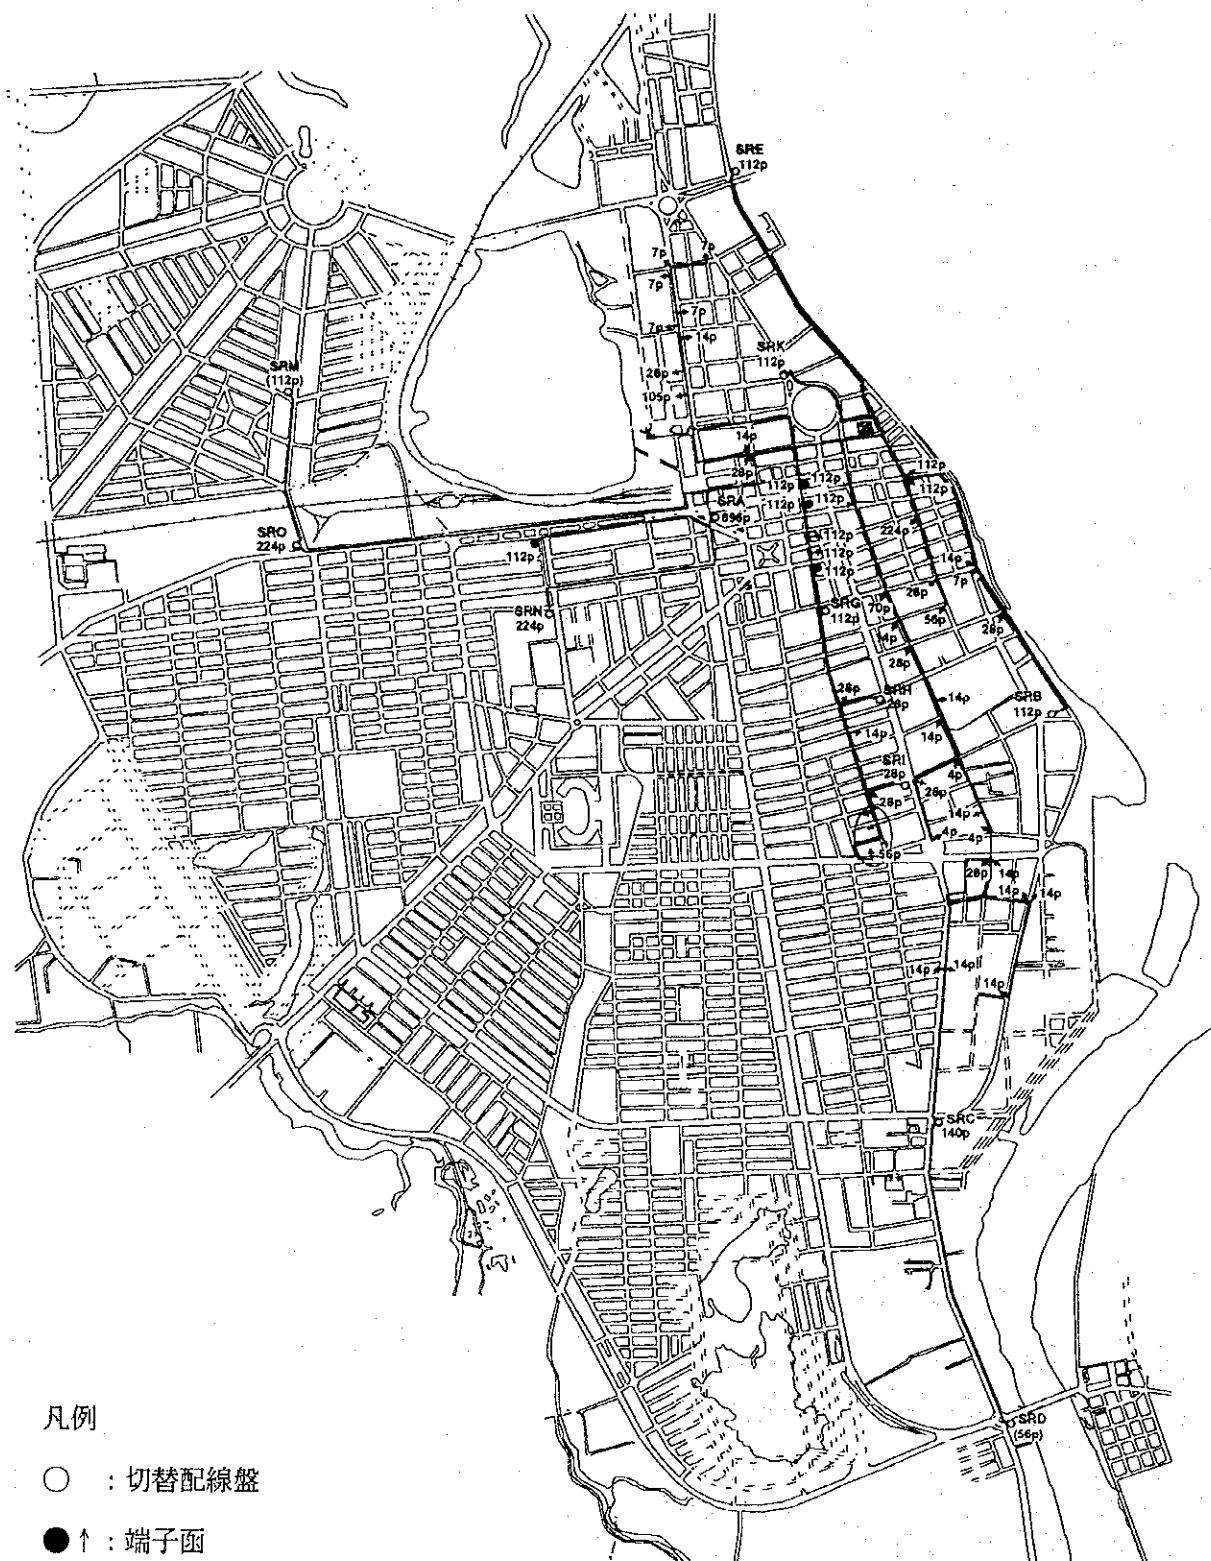 SRE
112p
7p
7p
7p
7p
7p
14p
SRK
112p
SRM
(112p)
28p
105p
14p
28p
112p
112p
112p
112p
112p
112p
SRA
896p
224p
SRO
224p
112p
112p
112p
112p
14p
7p
28p
SRN
224p
SRG
112p
70p
56p
28p
14p
28p
28p
SRH
28p
14p
SRB
112p
14p
14p
SRI
28p
4p
28p
28p
14p
4p
4p
56p
28p
14p
14p
14p
14p
14p
14p
SRC
140p
SRD
(56p)
凡例
○ : 切替配線盤
●↑ : 端子函